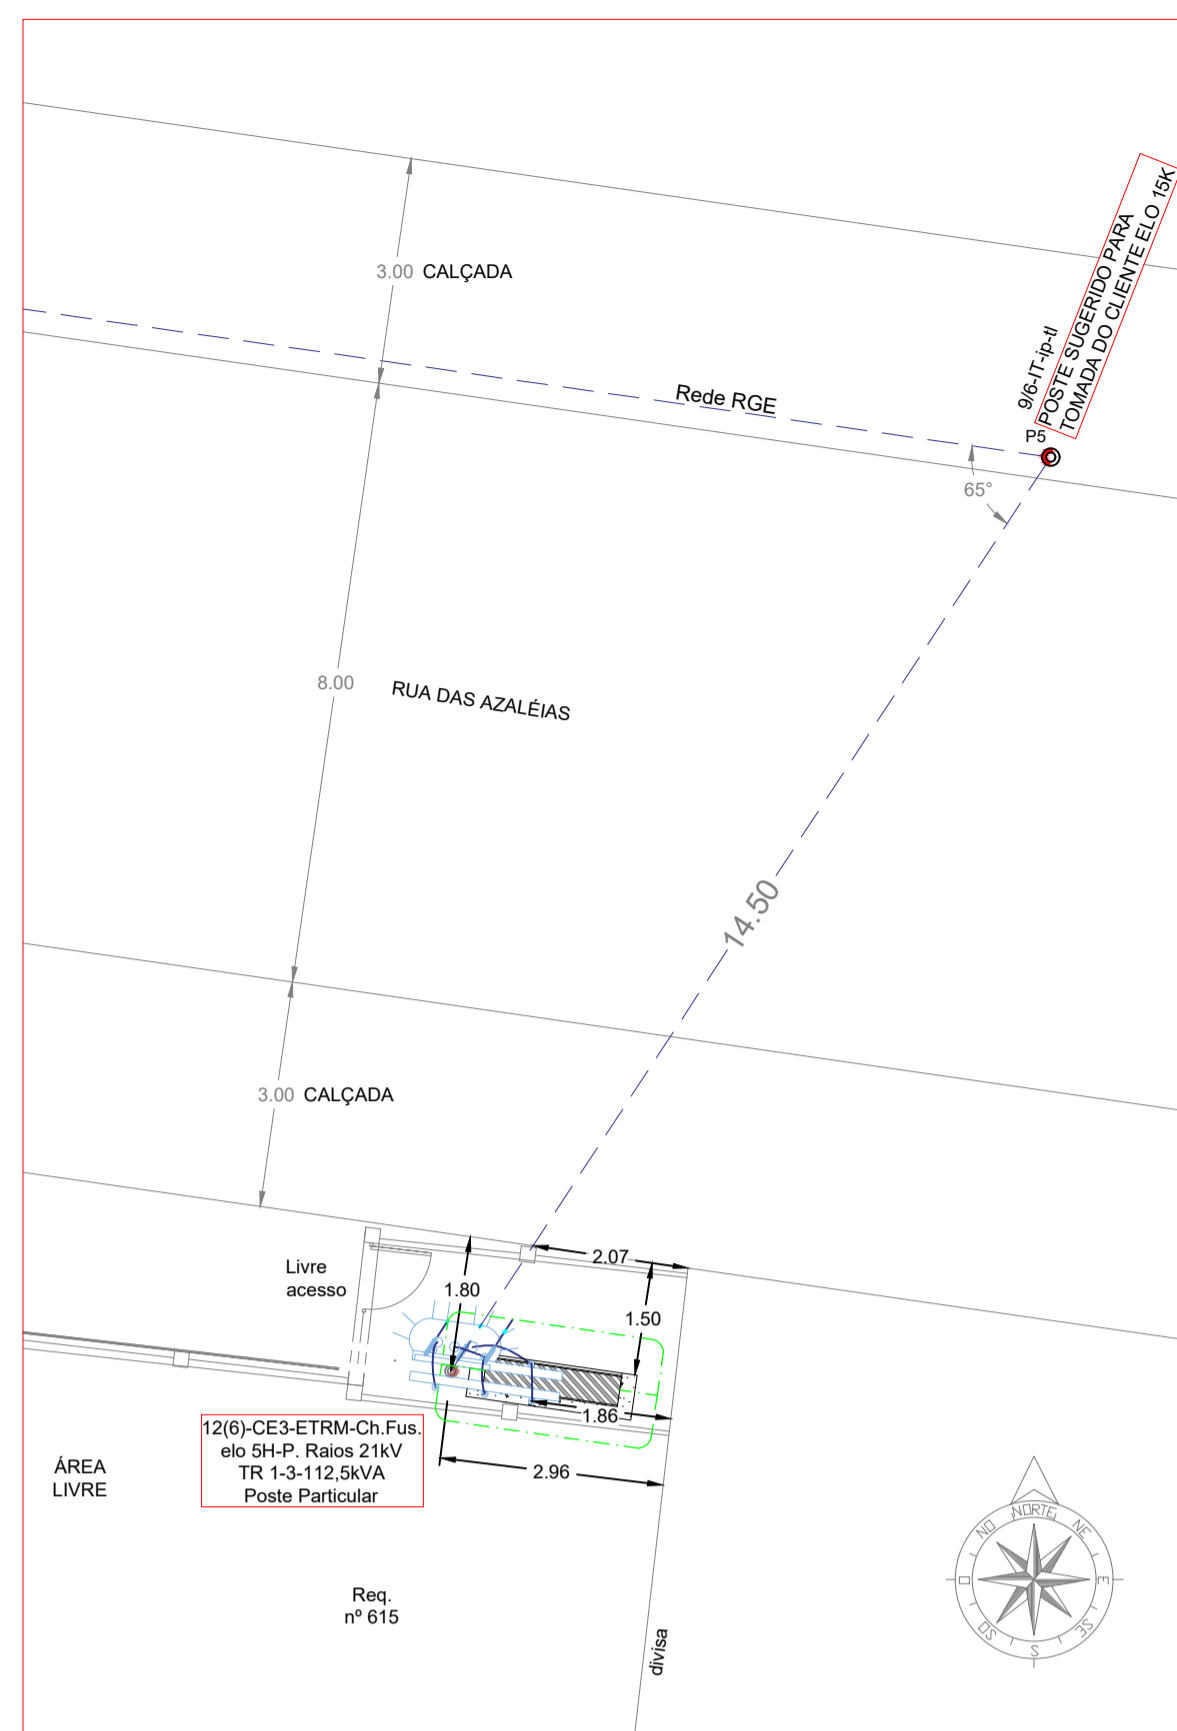 3.00 CALÇADA
Rede RGE
9/6-IT-ip-tl
POSTE SUGERIDO PARA
TOMADA DO CLIENTE ELO 15K
P5
65°
8.00
RUA DAS AZALÉIAS
14.50
3.00 CALÇADA
Livre
acesso
2.07
1.80
1.50
1.86
2.96
12(6)-CE3-ETRM-Ch.Fus.
elo 5H-P. Raios 21kV
TR 1-3-112,5kVA
Poste Particular
ÁREA
LIVRE
Req.
nº 615
divisa
NORTE
NO
NE
O
E
SO
SE
S